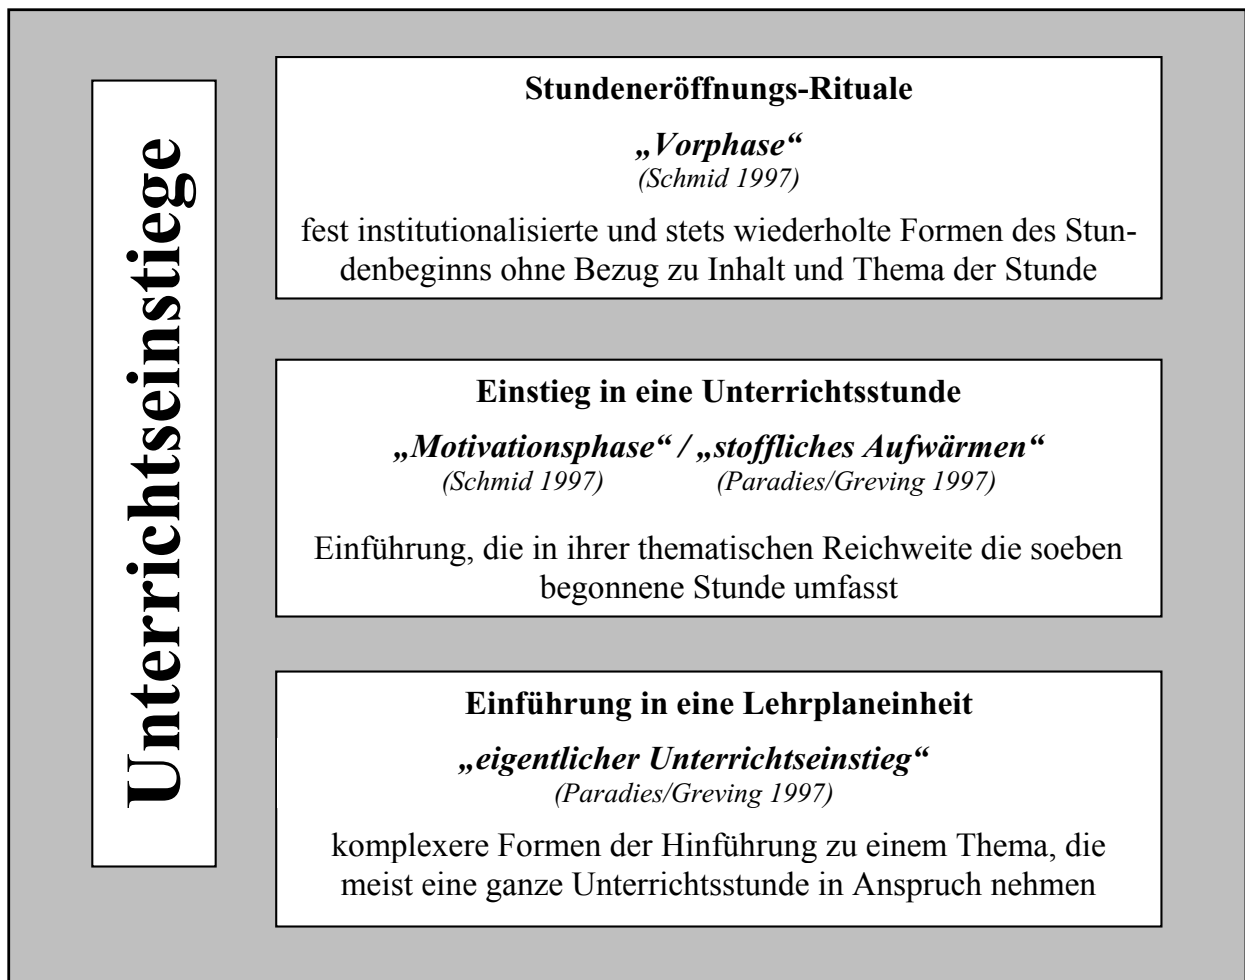 Unterrichtseinstiege
Stundeneröffnungs-Rituale
„Vorphase“
(Schmid 1997)
fest institutionalisierte und stets wiederholte Formen des Stun-
denbeginns ohne Bezug zu Inhalt und Thema der Stunde
Einstieg in eine Unterrichtsstunde
„Motivationsphase“ / „stoffliches Aufwärmen“
(Schmid 1997) (Paradies/Greving 1997)
Einführung, die in ihrer thematischen Reichweite die soeben
begonnene Stunde umfasst
Einführung in eine Lehrplaneinheit
„eigentlicher Unterrichtseinstieg“
(Paradies/Greving 1997)
komplexere Formen der Hinführung zu einem Thema, die
meist eine ganze Unterrichtsstunde in Anspruch nehmen